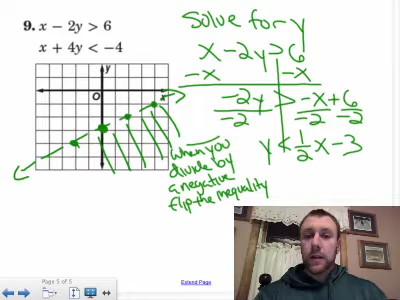 9. x − 2y > 6
x + 4y < −4
y
O
x
Solve for y
x − 2y > 6
−x −x
−2y > −x + 6
−2 −2 −2
y < 1/2 x − 3
when you
divide by
a negative
flip the inequality
Page 5 of 5
Extend Page